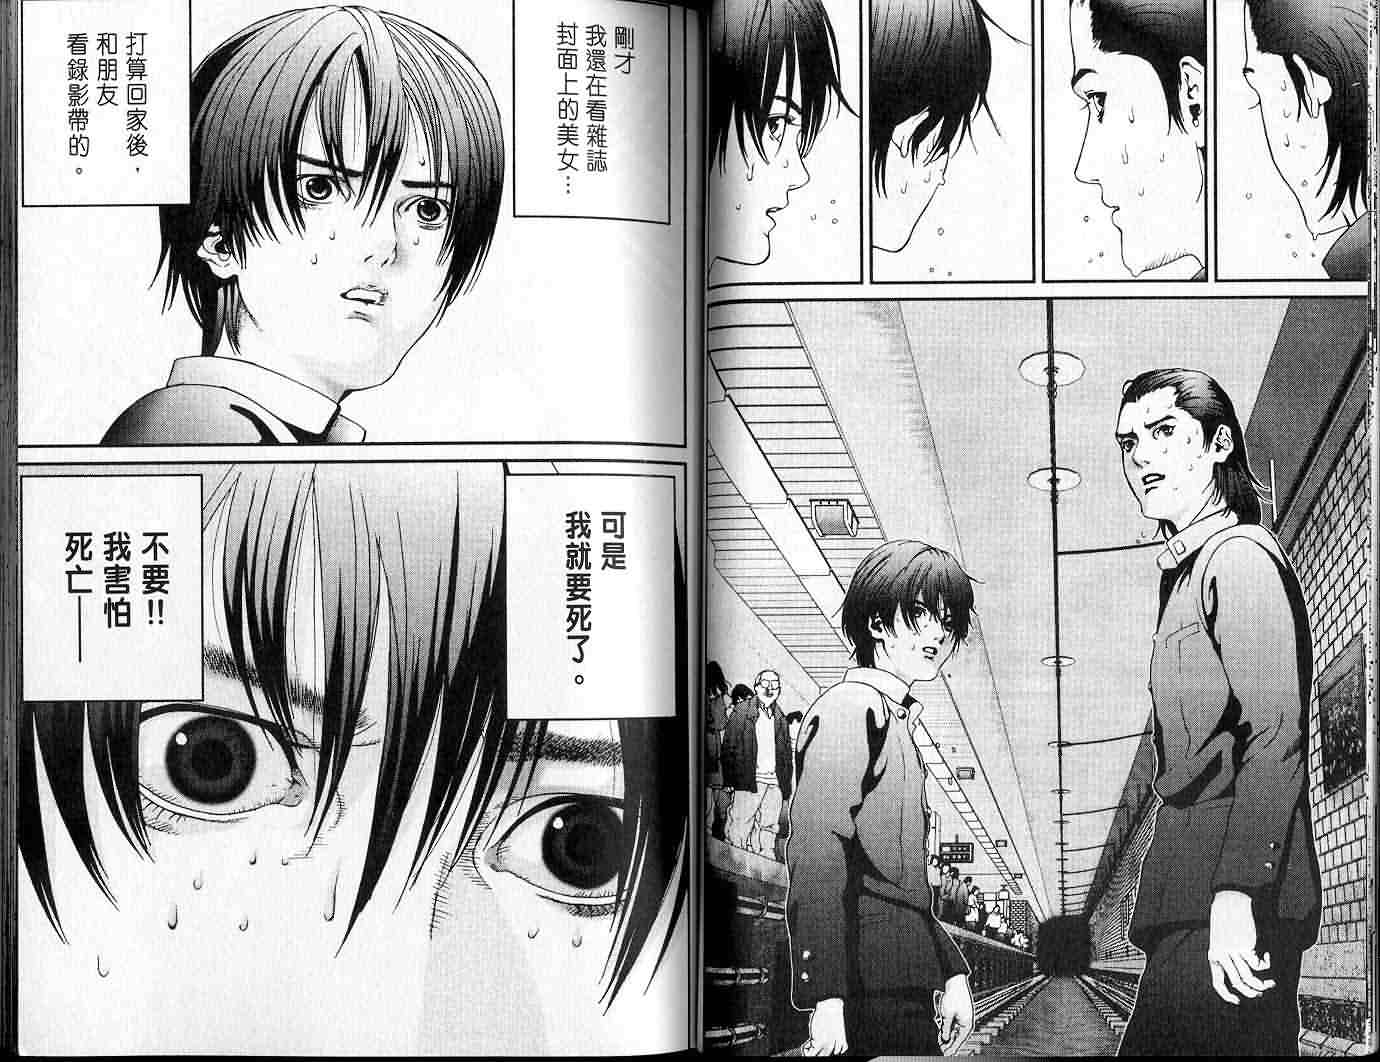 剛才
我還在看雜誌
封面上的美女…
打算回家後，
和朋友
看錄影帶的。
可是
我就要死了。
不要!!
我害怕
死亡——